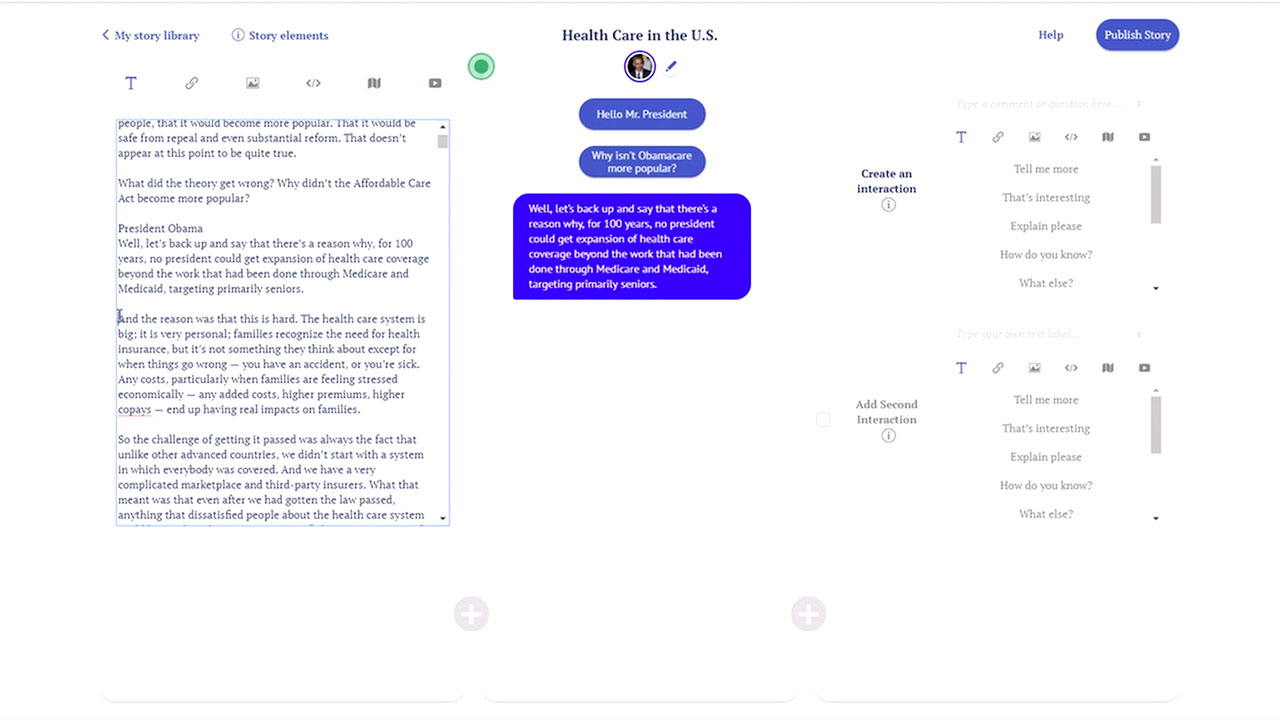 My story library
Story elements
Health Care in the U.S.
Help
Publish Story
people, that it would become more popular. That it would be
safe from repeal and even substantial reform. That doesn't
appear at this point to be quite true.
What did the theory get wrong? Why didn't the Affordable Care
Act become more popular?
President Obama
Well, let's back up and say that there's a reason why, for 100
years, no president could get expansion of health care coverage
beyond the work that had been done through Medicare and
Medicaid, targeting primarily seniors.
And the reason was that this is hard. The health care system is
big; it is very personal; families recognize the need for health
insurance, but it's not something they think about except for
when things go wrong — you have an accident, or you're sick.
Any costs, particularly when families are feeling stressed
economically — any added costs, higher premiums, higher
copays — end up having real impacts on families.
So the challenge of getting it passed was always the fact that
unlike other advanced countries, we didn't start with a system
in which everybody was covered. And we have a very
complicated marketplace and third-party insurers. What that
meant was that even after we had gotten the law passed,
anything that dissatisfied people about the health care system
Hello Mr. President
Why isn't Obamacare
more popular?
Well, let's back up and say that there's a
reason why, for 100 years, no president
could get expansion of health care
coverage beyond the work that had been
done through Medicare and Medicaid,
targeting primarily seniors.
Type a comment or question here ...
Create an
interaction
Tell me more
That's interesting
Explain please
How do you know?
What else?
Type your own text label...
Add Second
Interaction
Tell me more
That's interesting
Explain please
How do you know?
What else?